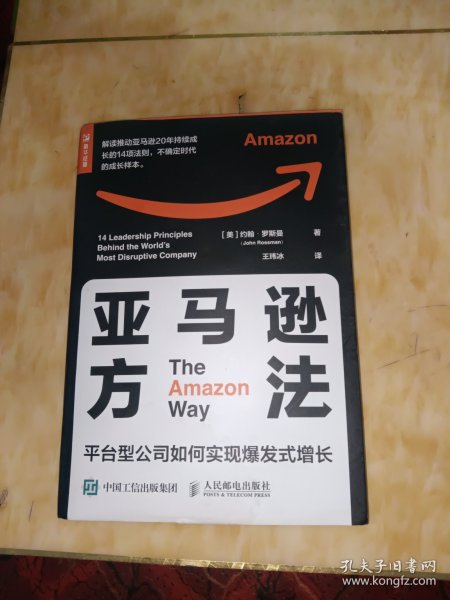 解读推动亚马逊20年持续成
长的14项法则，不确定时代
的成长样本。
Amazon
14 Leadership Principles
Behind the World's
Most Disruptive Company
[美]约翰·罗斯曼 著
(John Rossman)
王玮冰 译
亚马逊
方法
The
Amazon
Way
平台型公司如何实现爆发式增长
中国工信出版集团
人民邮电出版社
POSTS & TELECOM PRESS
孔夫子旧书网
www.kongfz.com